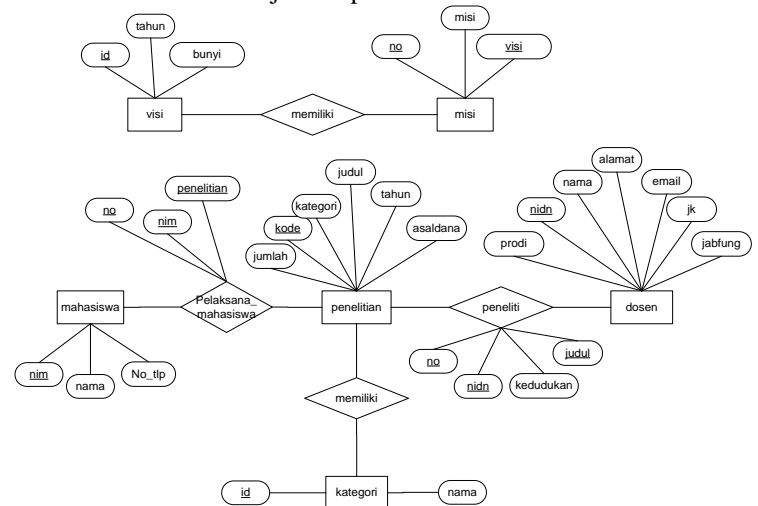 tahun
id
bunyi
visi
memiliki
misi
no
visi
misi
penelitian
no
nim
mahasiswa
Pelaksana_
mahasiswa
nim
nama
No_tlp
judul
kategori
tahun
kode
asaldana
jumlah
penelitian
peneliti
no
nidn
kedudukan
judul
alamat
nama
email
nidn
jk
prodi
jabfung
dosen
memiliki
id
kategori
nama